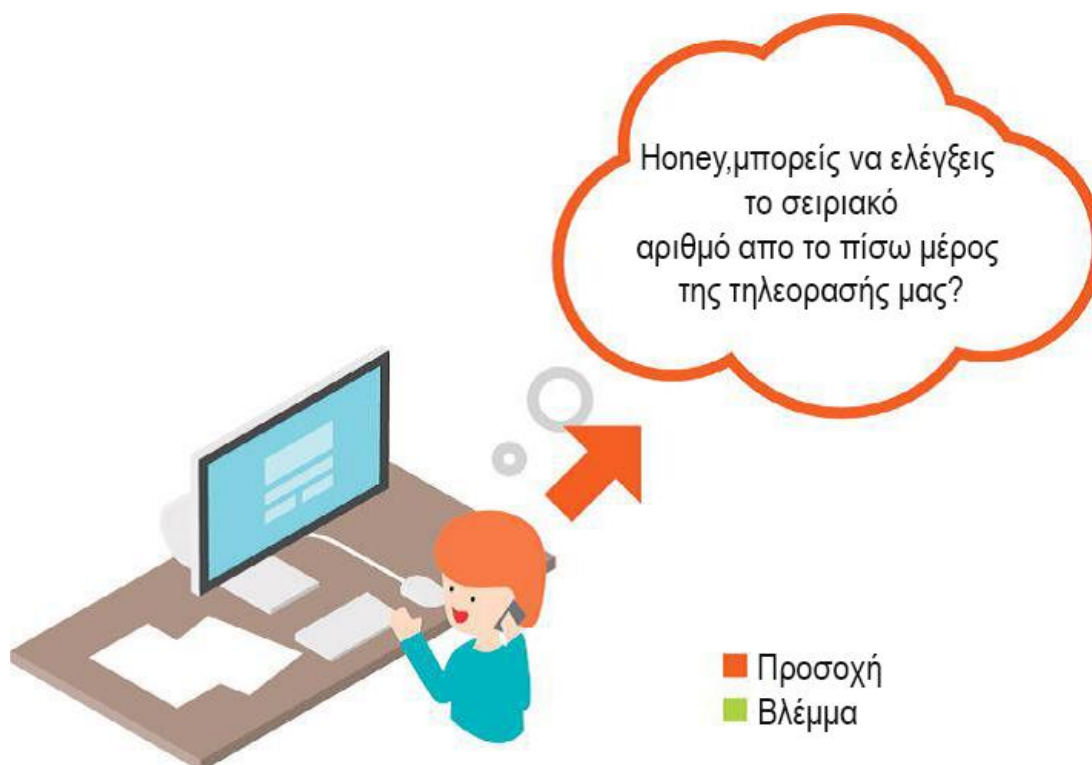 Honey,μπορείς να ελέγξεις
το σειριακό
αριθμό απο το πίσω μέρος
της τηλεορασής μας?
Προσοχή
Βλέμμα